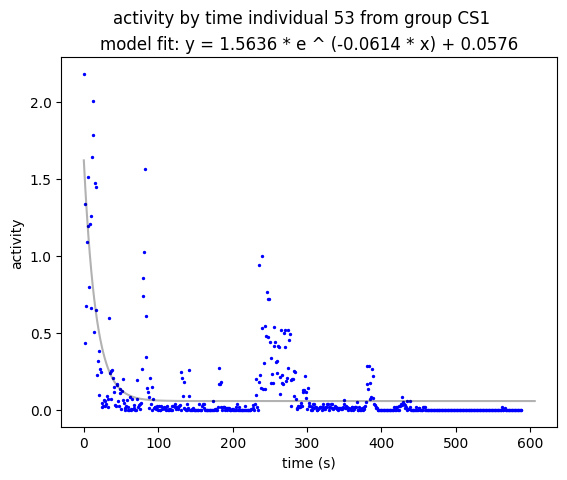 activity by time individual 53 from group CS1
model fit: y = 1.5636 * e ^ (-0.0614 * x) + 0.0576
2.0
1.5
1.0
0.5
0.0
activity
0 100 200 300 400 500 600
time (s)